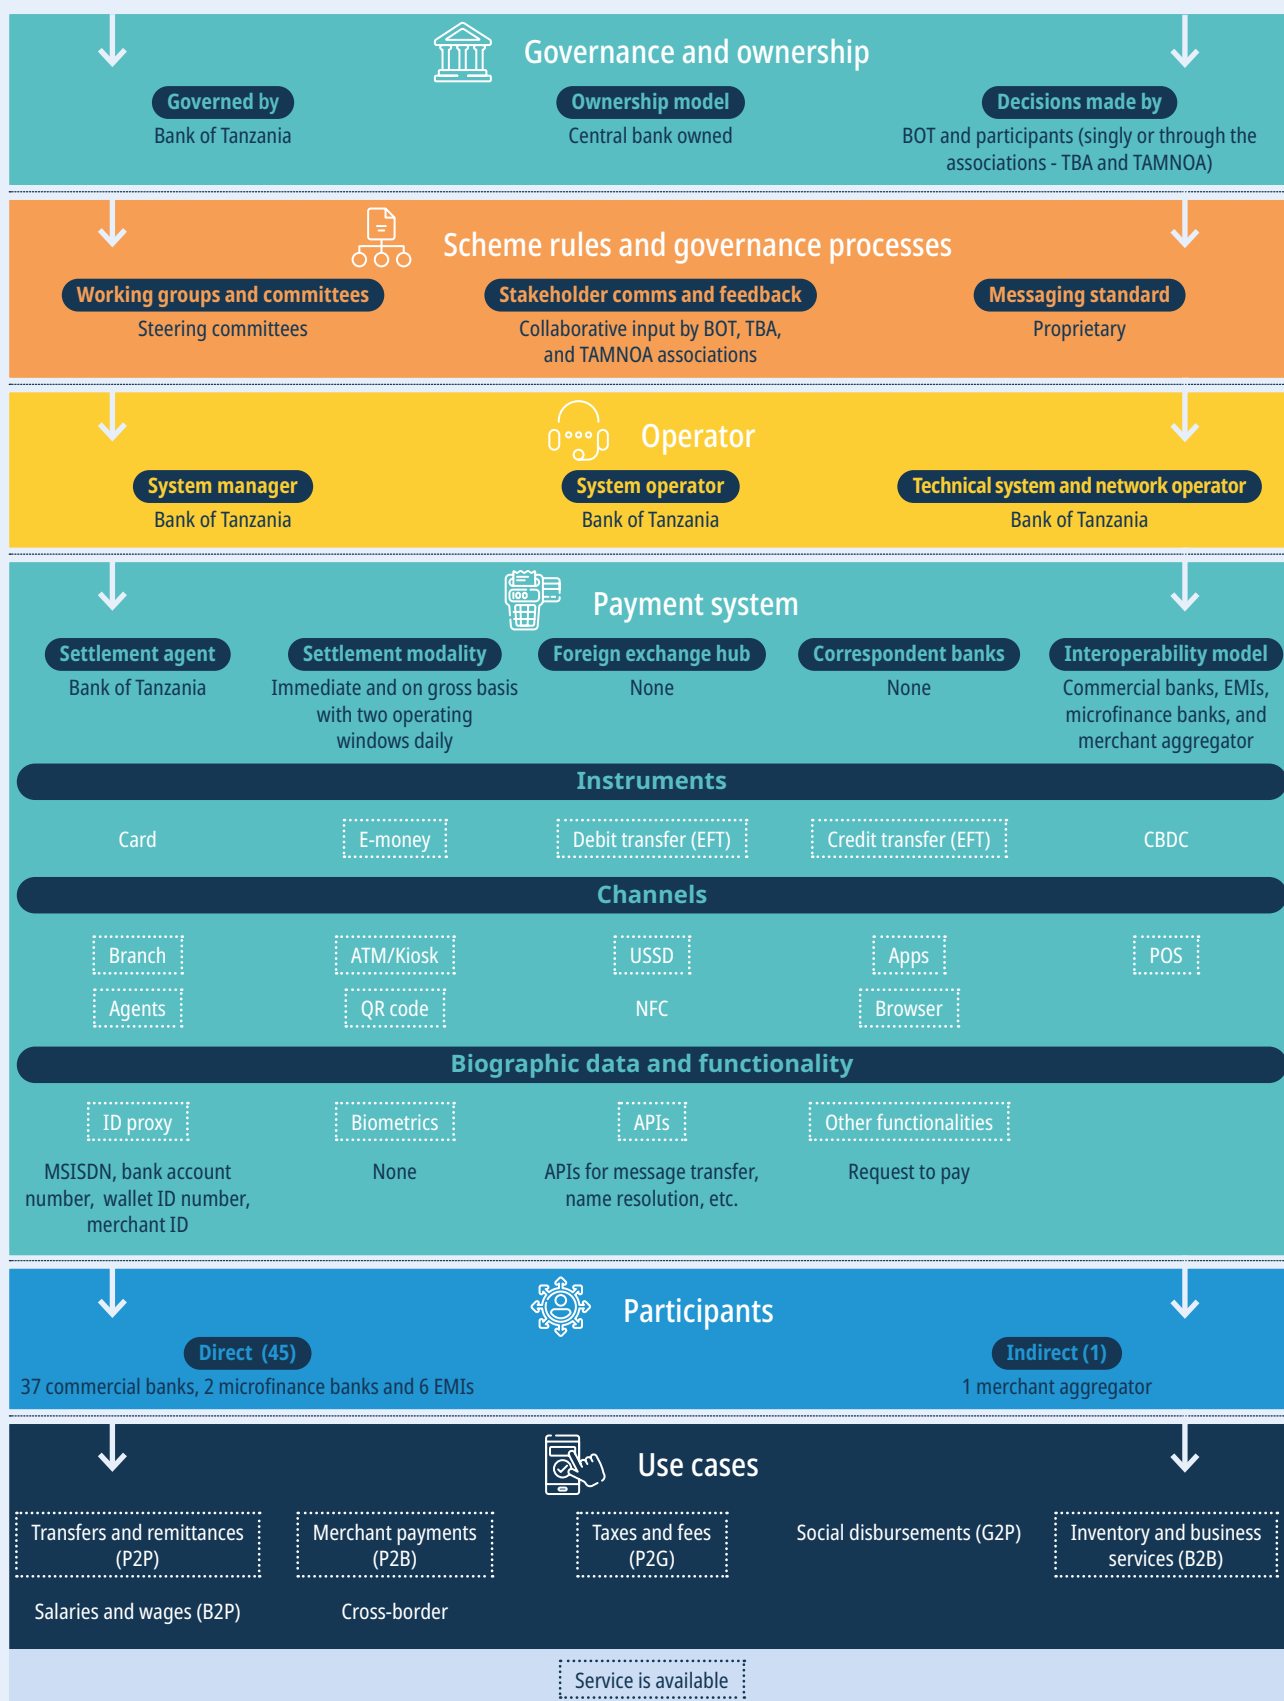 Governance and ownership
Governed by
Bank of Tanzania
Ownership model
Central bank owned
Decisions made by
BOT and participants (singly or through the
associations - TBA and TAMNOA)
Scheme rules and governance processes
Working groups and committees
Steering committees
Stakeholder comms and feedback
Collaborative input by BOT, TBA,
and TAMNOA associations
Messaging standard
Proprietary
Operator
System manager
Bank of Tanzania
System operator
Bank of Tanzania
Technical system and network operator
Bank of Tanzania
Payment system
Settlement agent
Bank of Tanzania
Settlement modality
Immediate and on gross basis
with two operating
windows daily
Foreign exchange hub
None
Correspondent banks
None
Interoperability model
Commercial banks, EMIs,
microfinance banks, and
merchant aggregator
Instruments
Card
E-money
Debit transfer (EFT)
Credit transfer (EFT)
CBDC
Channels
Branch
ATM/Kiosk
USSD
Apps
POS
Agents
QR code
NFC
Browser
Biographic data and functionality
ID proxy
MSISDN, bank account
number, wallet ID number,
merchant ID
Biometrics
None
APIs
APIs for message transfer,
name resolution, etc.
Other functionalities
Request to pay
Participants
Direct (45)
37 commercial banks, 2 microfinance banks and 6 EMIs
Indirect (1)
1 merchant aggregator
Use cases
Transfers and remittances
(P2P)
Merchant payments
(P2B)
Taxes and fees
(P2G)
Social disbursements (G2P)
Inventory and business
services (B2B)
Salaries and wages (B2P)
Cross-border
Service is available